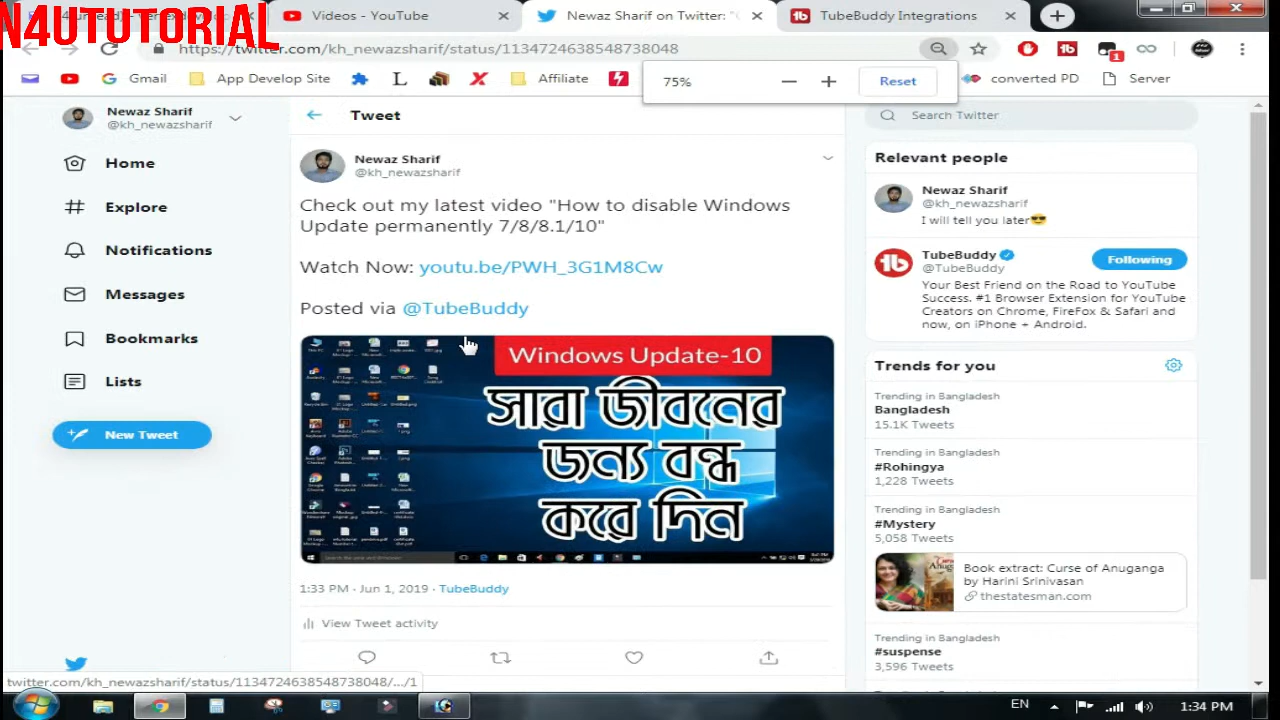 N4UTUTORIAL
Videos - YouTube
Newaz Sharif on Twitter: "
TubeBuddy Integrations
https://twitter.com/kh_newazsharif/status/1134724638548738048
Gmail
App Develop Site
Affiliate
converted PD
Server
75%
Reset
Newaz Sharif
@kh_newazsharif
Home
Explore
Notifications
Messages
Bookmarks
Lists
New Tweet
Tweet
Newaz Sharif
@kh_newazsharif
Check out my latest video "How to disable Windows
Update permanently 7/8/8.1/10"
Watch Now: youtu.be/PWH_3G1M8Cw
Posted via @TubeBuddy
Windows Update-10
সারা জীবনের
জন্য বন্ধ
করে দিন
1:33 PM · Jun 1, 2019 · TubeBuddy
View Tweet activity
Search Twitter
Relevant people
Newaz Sharif
@kh_newazsharif
I will tell you later
TubeBuddy
@TubeBuddy
Following
Your Best Friend on the Road to YouTube
Success. #1 Browser Extension for YouTube
Creators on Chrome, FireFox & Safari and
now, on iPhone + Android.
Trends for you
Trending in Bangladesh
Bangladesh
15.1K Tweets
Trending in Bangladesh
#Rohingya
1,228 Tweets
Trending in Bangladesh
#Mystery
5,058 Tweets
Book extract: Curse of Anuganga
by Harini Srinivasan
thestatesman.com
Trending in Bangladesh
#suspense
3,596 Tweets
twitter.com/kh_newazsharif/status/1134724638548738048/.../1
EN
1:34 PM